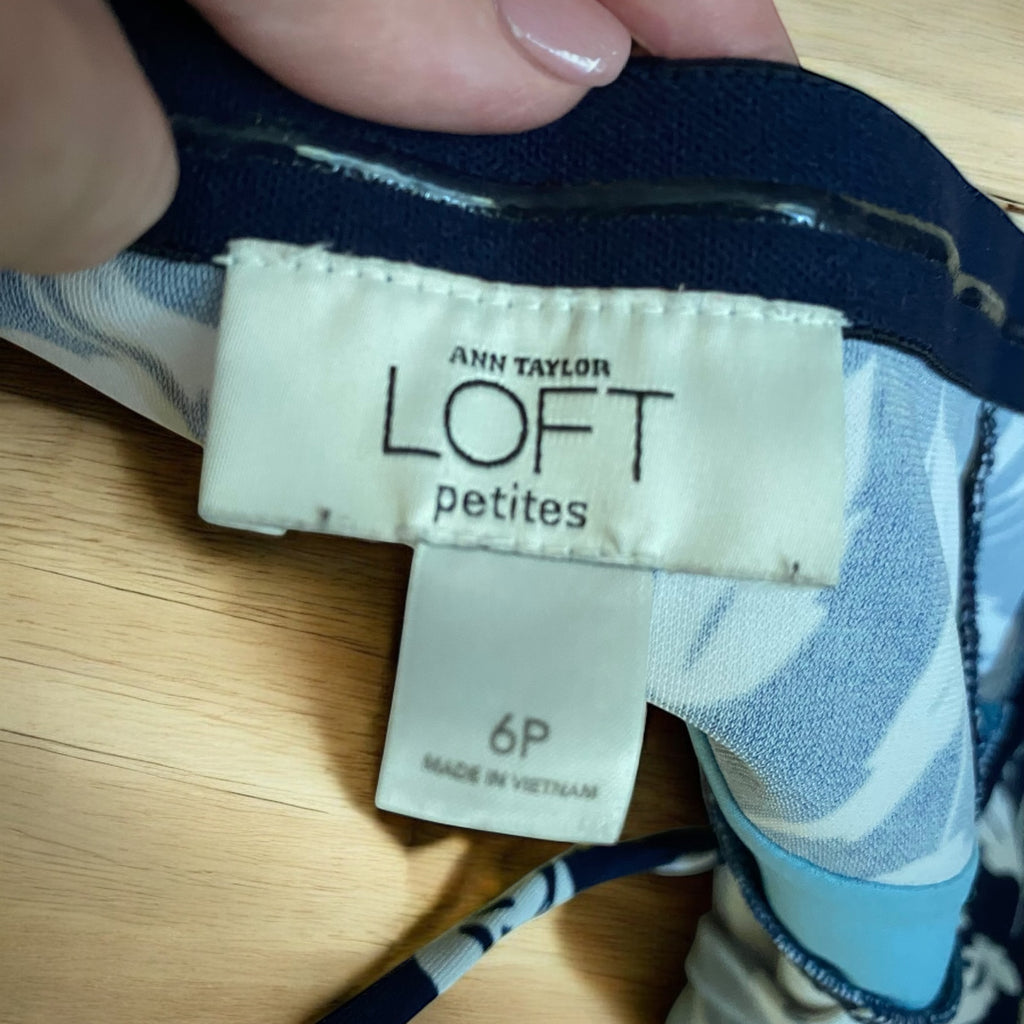 ANN TAYLOR
LOFT
petites
6P
MADE IN VIETNAM